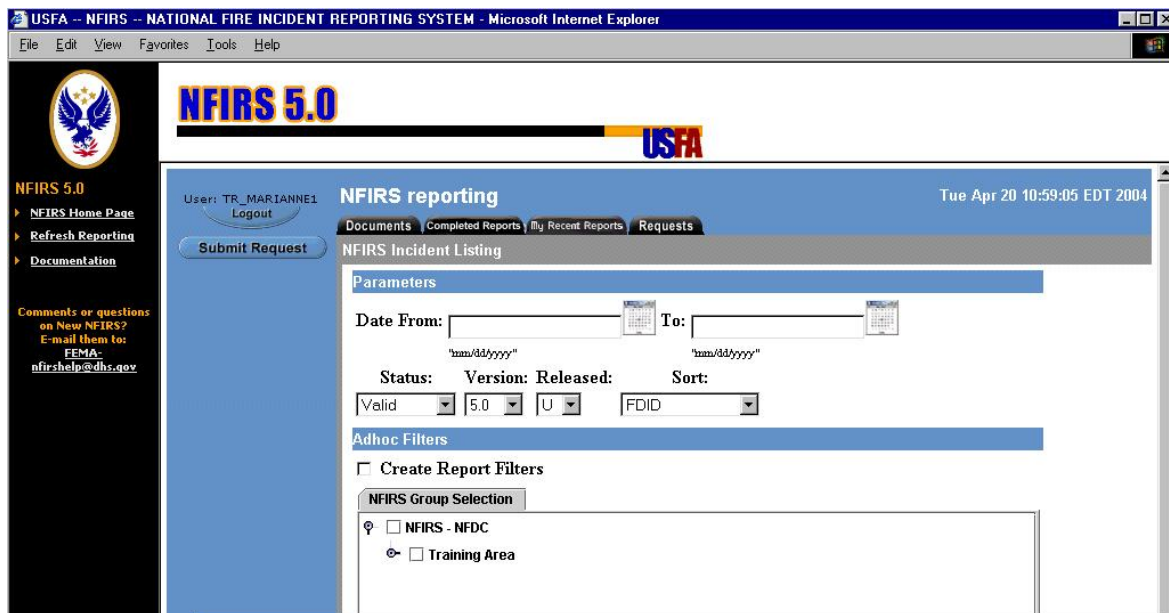 USFA -- NFIRS -- NATIONAL FIRE INCIDENT REPORTING SYSTEM - Microsoft Internet Explorer
File Edit View Favorites Tools Help
NFIRS 5.0
USFA
NFIRS 5.0
NFIRS Home Page
Refresh Reporting
Documentation
Comments or questions
on New NFIRS?
E-mail them to:
FEMA-
nfirshelp@dhs.gov
User: TR_MARIANNE1
Logout
Submit Request
NFIRS reporting
Tue Apr 20 10:59:05 EDT 2004
Documents Completed Reports My Recent Reports Requests
NFIRS Incident Listing
Parameters
Date From: To:
"mm/dd/yyyy" "mm/dd/yyyy"
Status: Version: Released: Sort:
Valid 5.0 U FDID
Adhoc Filters
Create Report Filters
NFIRS Group Selection
NFIRS - NFDC
Training Area